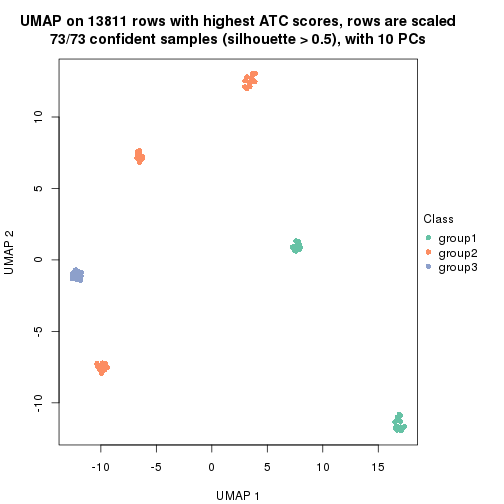 UMAP on 13811 rows with highest ATC scores, rows are scaled
73/73 confident samples (silhouette > 0.5), with 10 PCs
10
5
0
-5
-10
UMAP 2
-10
-5
0
5
10
15
UMAP 1
Class
group1
group2
group3